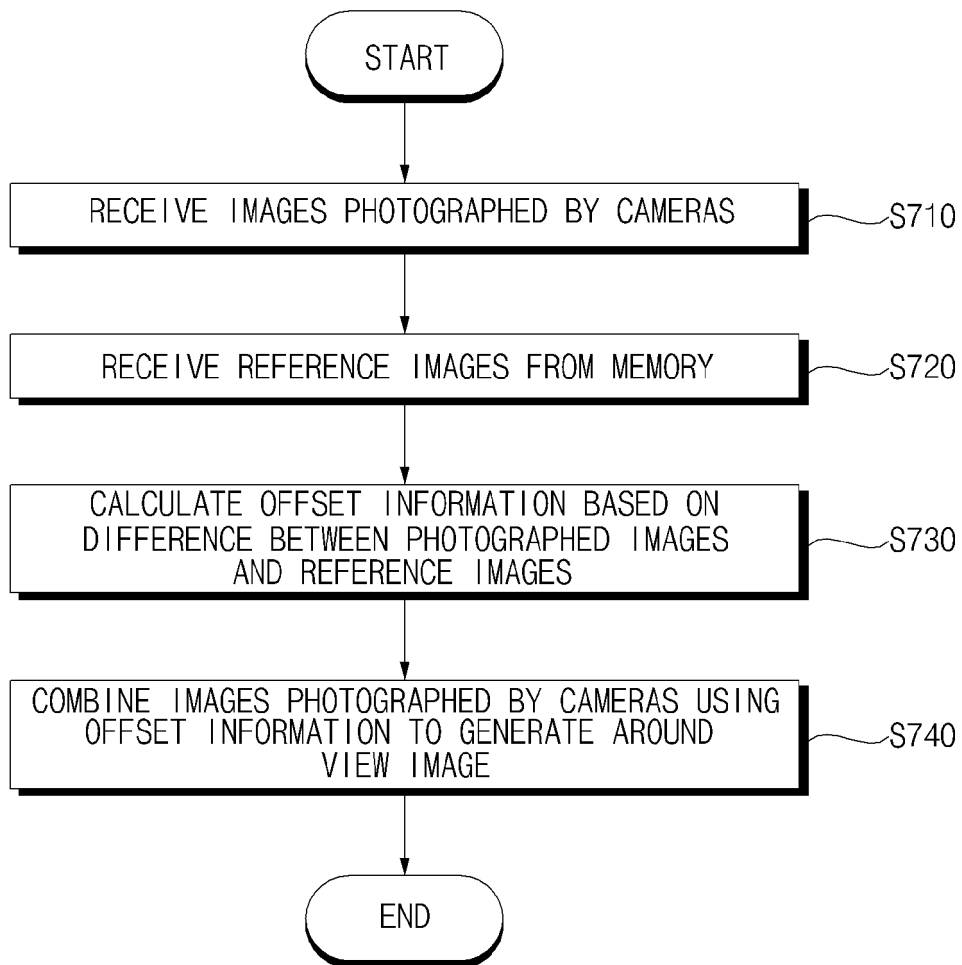 START
RECEIVE IMAGES PHOTOGRAPHED BY CAMERAS
S710
RECEIVE REFERENCE IMAGES FROM MEMORY
S720
CALCULATE OFFSET INFORMATION BASED ON
DIFFERENCE BETWEEN PHOTOGRAPHED IMAGES
AND REFERENCE IMAGES
S730
COMBINE IMAGES PHOTOGRAPHED BY CAMERAS USING
OFFSET INFORMATION TO GENERATE AROUND
VIEW IMAGE
S740
END